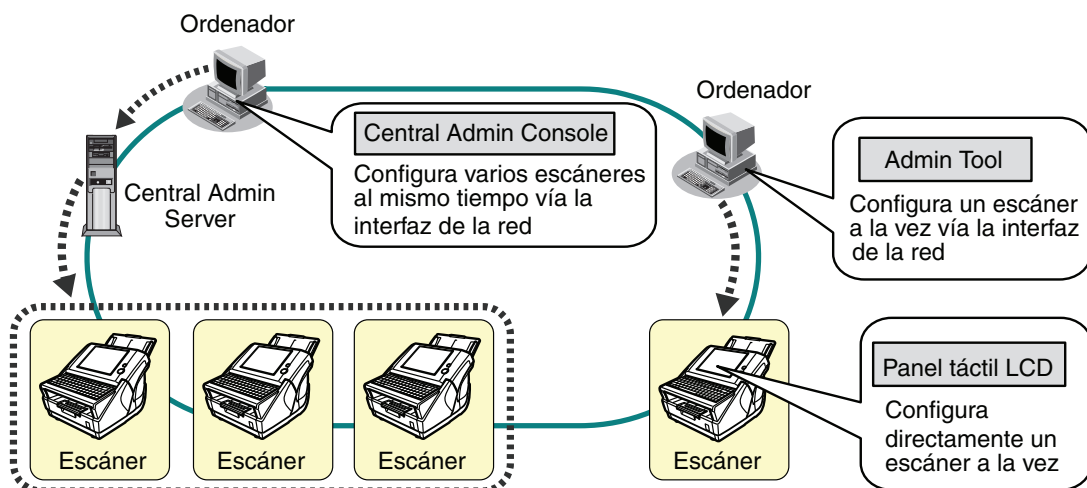 Ordenador
Central Admin Console
Configura varios escáneres
al mismo tiempo vía la
interfaz de la red
Central Admin
Server
Ordenador
Admin Tool
Configura un escáner
a la vez vía la interfaz
de la red
Escáner
Escáner
Escáner
Escáner
Panel táctil LCD
Configura
directamente un
escáner a la vez